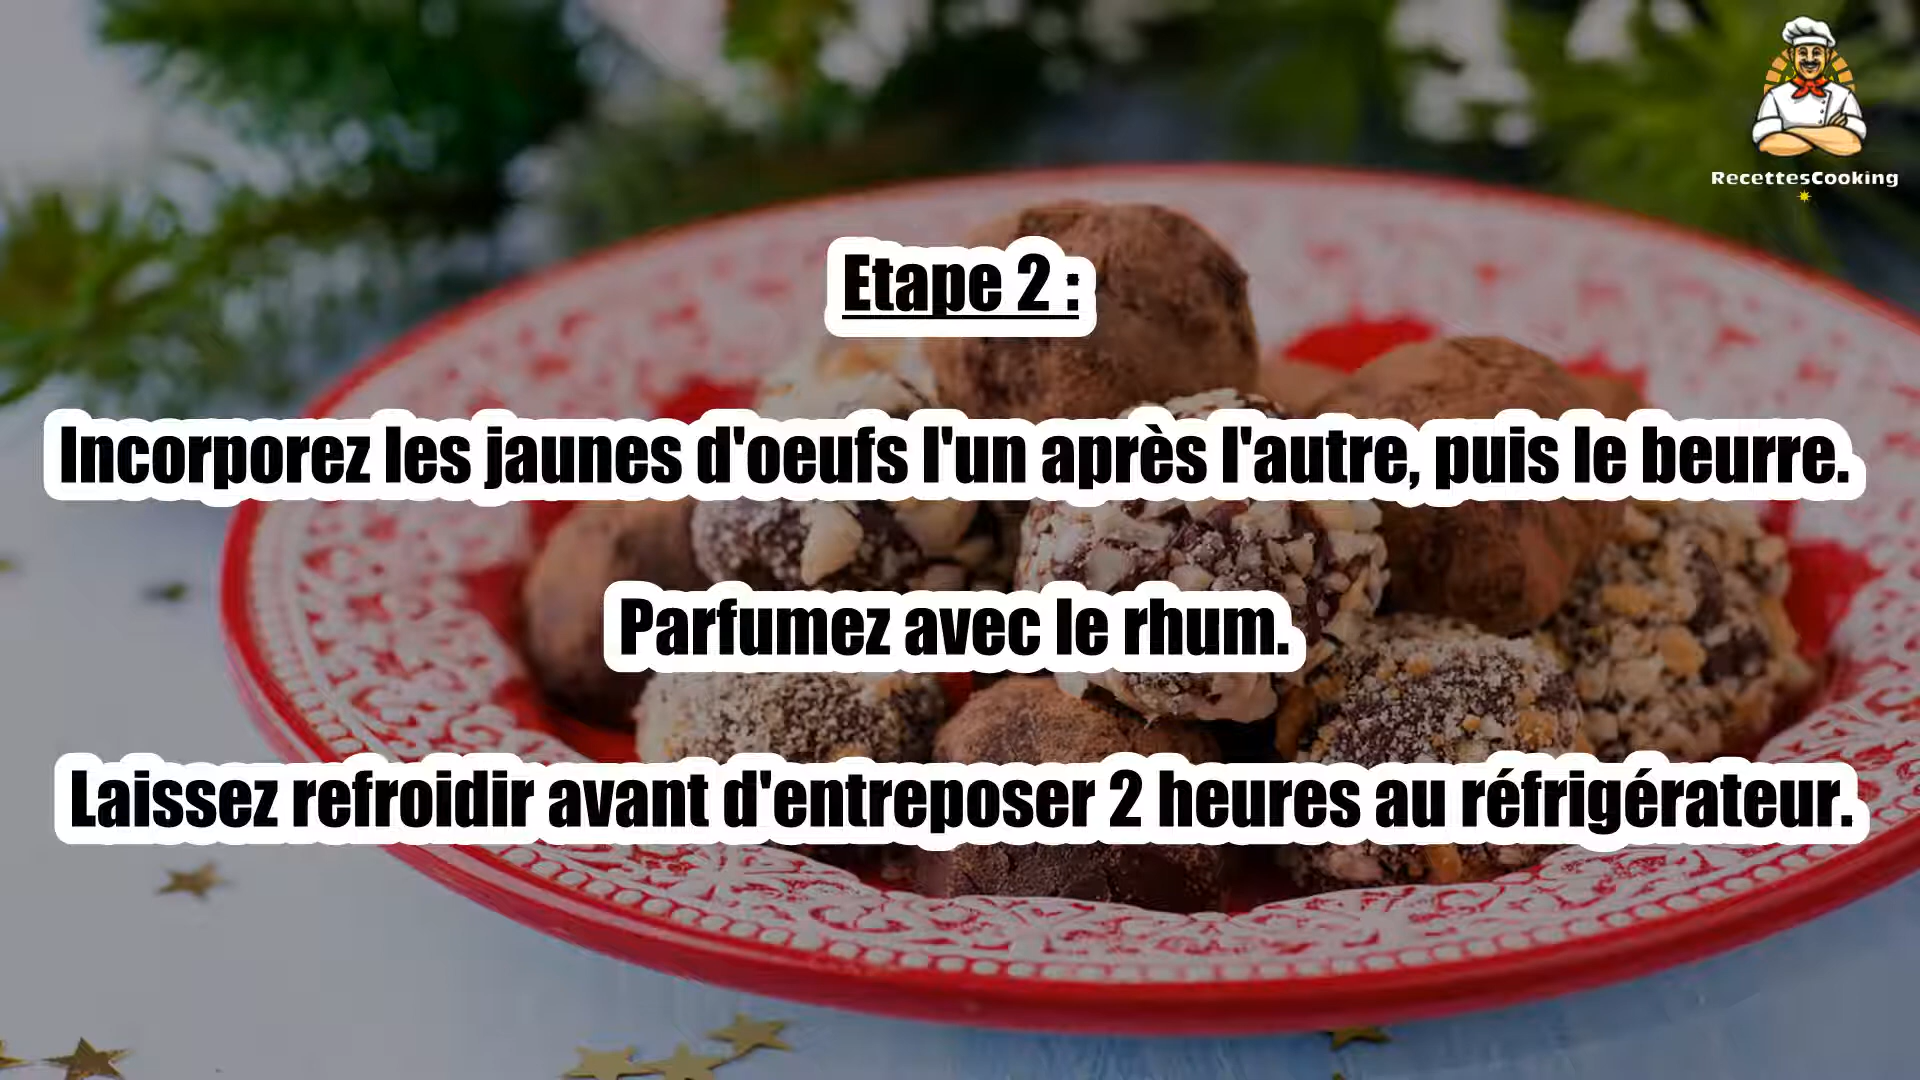 RecettesCooking
Etape 2 :
Incorporez les jaunes d'oeufs l'un après l'autre, puis le beurre.
Parfumez avec le rhum.
Laissez refroidir avant d'entreposer 2 heures au réfrigérateur.